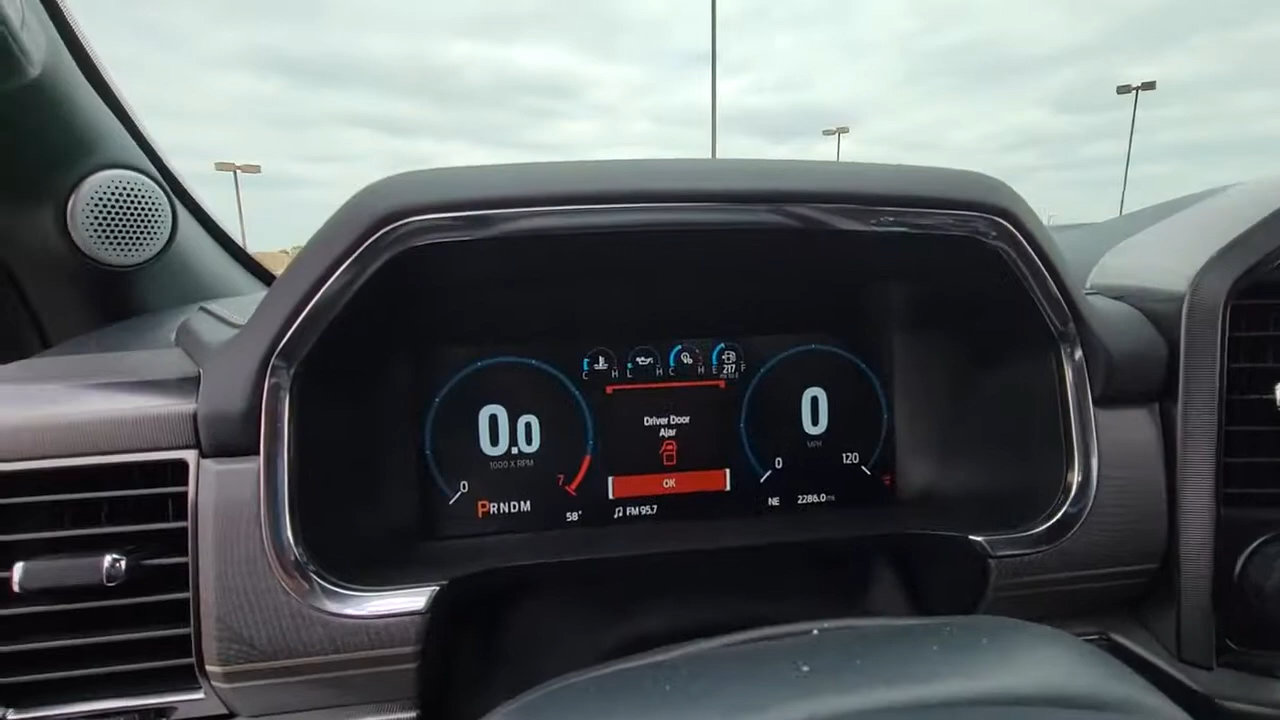 C H L H C H E 217 F
Driver Door
Ajar
OK
0.0
1000 X RPM
0 7
PRNDM
58°
FM 95.7
0
MPH
0 120
NE 2286.0 mi